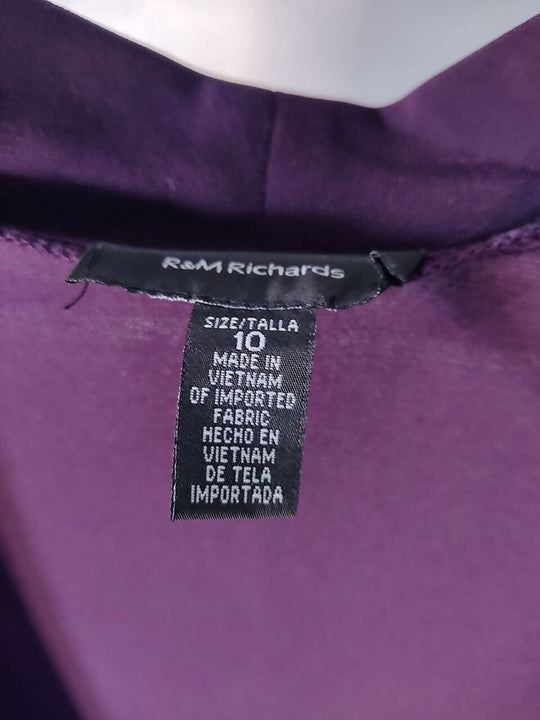 R&M Richards
SIZE/TALLA
10
MADE IN
VIETNAM
OF IMPORTED
FABRIC
HECHO EN
VIETNAM
DE TELA
IMPORTADA